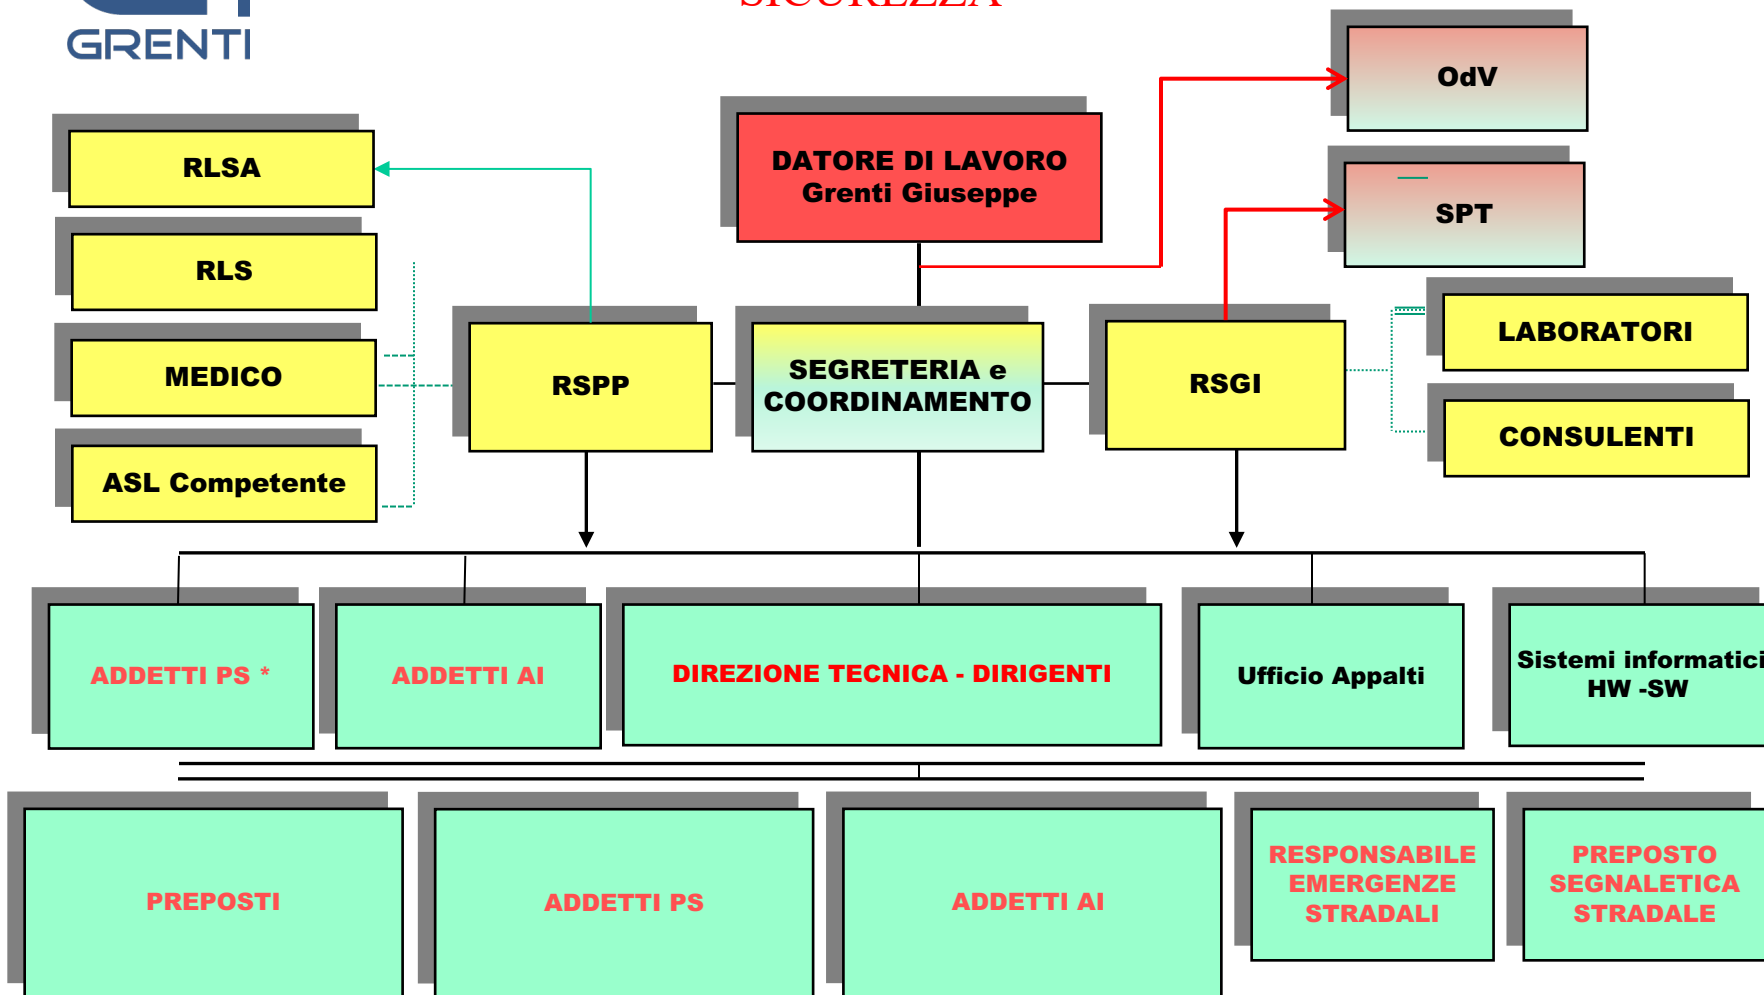 SICUREZZA
GRENTI
OdV
DATORE DI LAVORO
Grenti Giuseppe
RLSA
SPT
RLS
LABORATORI
MEDICO
RSPP
SEGRETERIA e
COORDINAMENTO
RSGI
CONSULENTI
ASL Competente
ADDETTI PS *
ADDETTI AI
DIREZIONE TECNICA - DIRIGENTI
Ufficio Appalti
Sistemi informatici
HW -SW
PREPOSTI
ADDETTI PS
ADDETTI AI
RESPONSABILE
EMERGENZE
STRADALI
PREPOSTO
SEGNALETICA
STRADALE